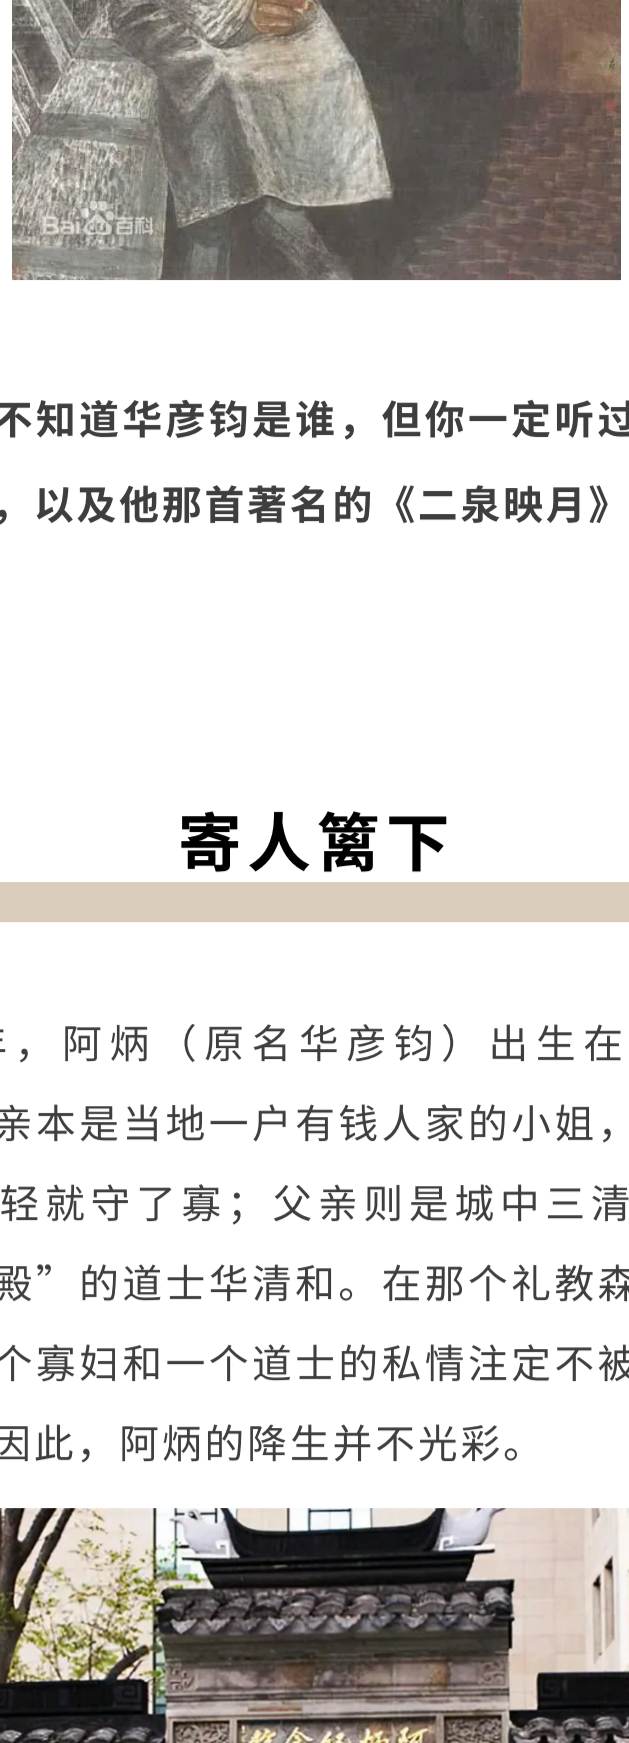 Bai百科
不知道华彦钧是谁，但你一定听过
，以及他那首著名的《二泉映月》
寄人篱下
年，阿炳（原名华彦钧）出生在
亲本是当地一户有钱人家的小姐，
轻就守了寡；父亲则是城中三清
殿”的道士华清和。在那个礼教森
个寡妇和一个道士的私情注定不被
因此，阿炳的降生并不光彩。